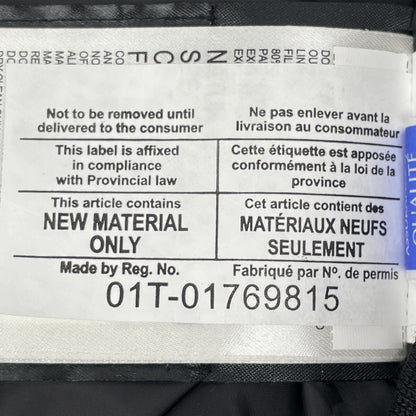 Not to be removed until
delivered to the consumer
Ne pas enlever avant la
livraison au consommateur
This label is affixed
in compliance
with Provincial law
Cette étiquette est apposée
conformément à la loi de la
province
This article contains
NEW MATERIAL
ONLY
Cet article contient des
MATÉRIAUX NEUFS
SEULEMENT
Made by Reg. No.
Fabriqué par Nº. de permis
01T-01769815